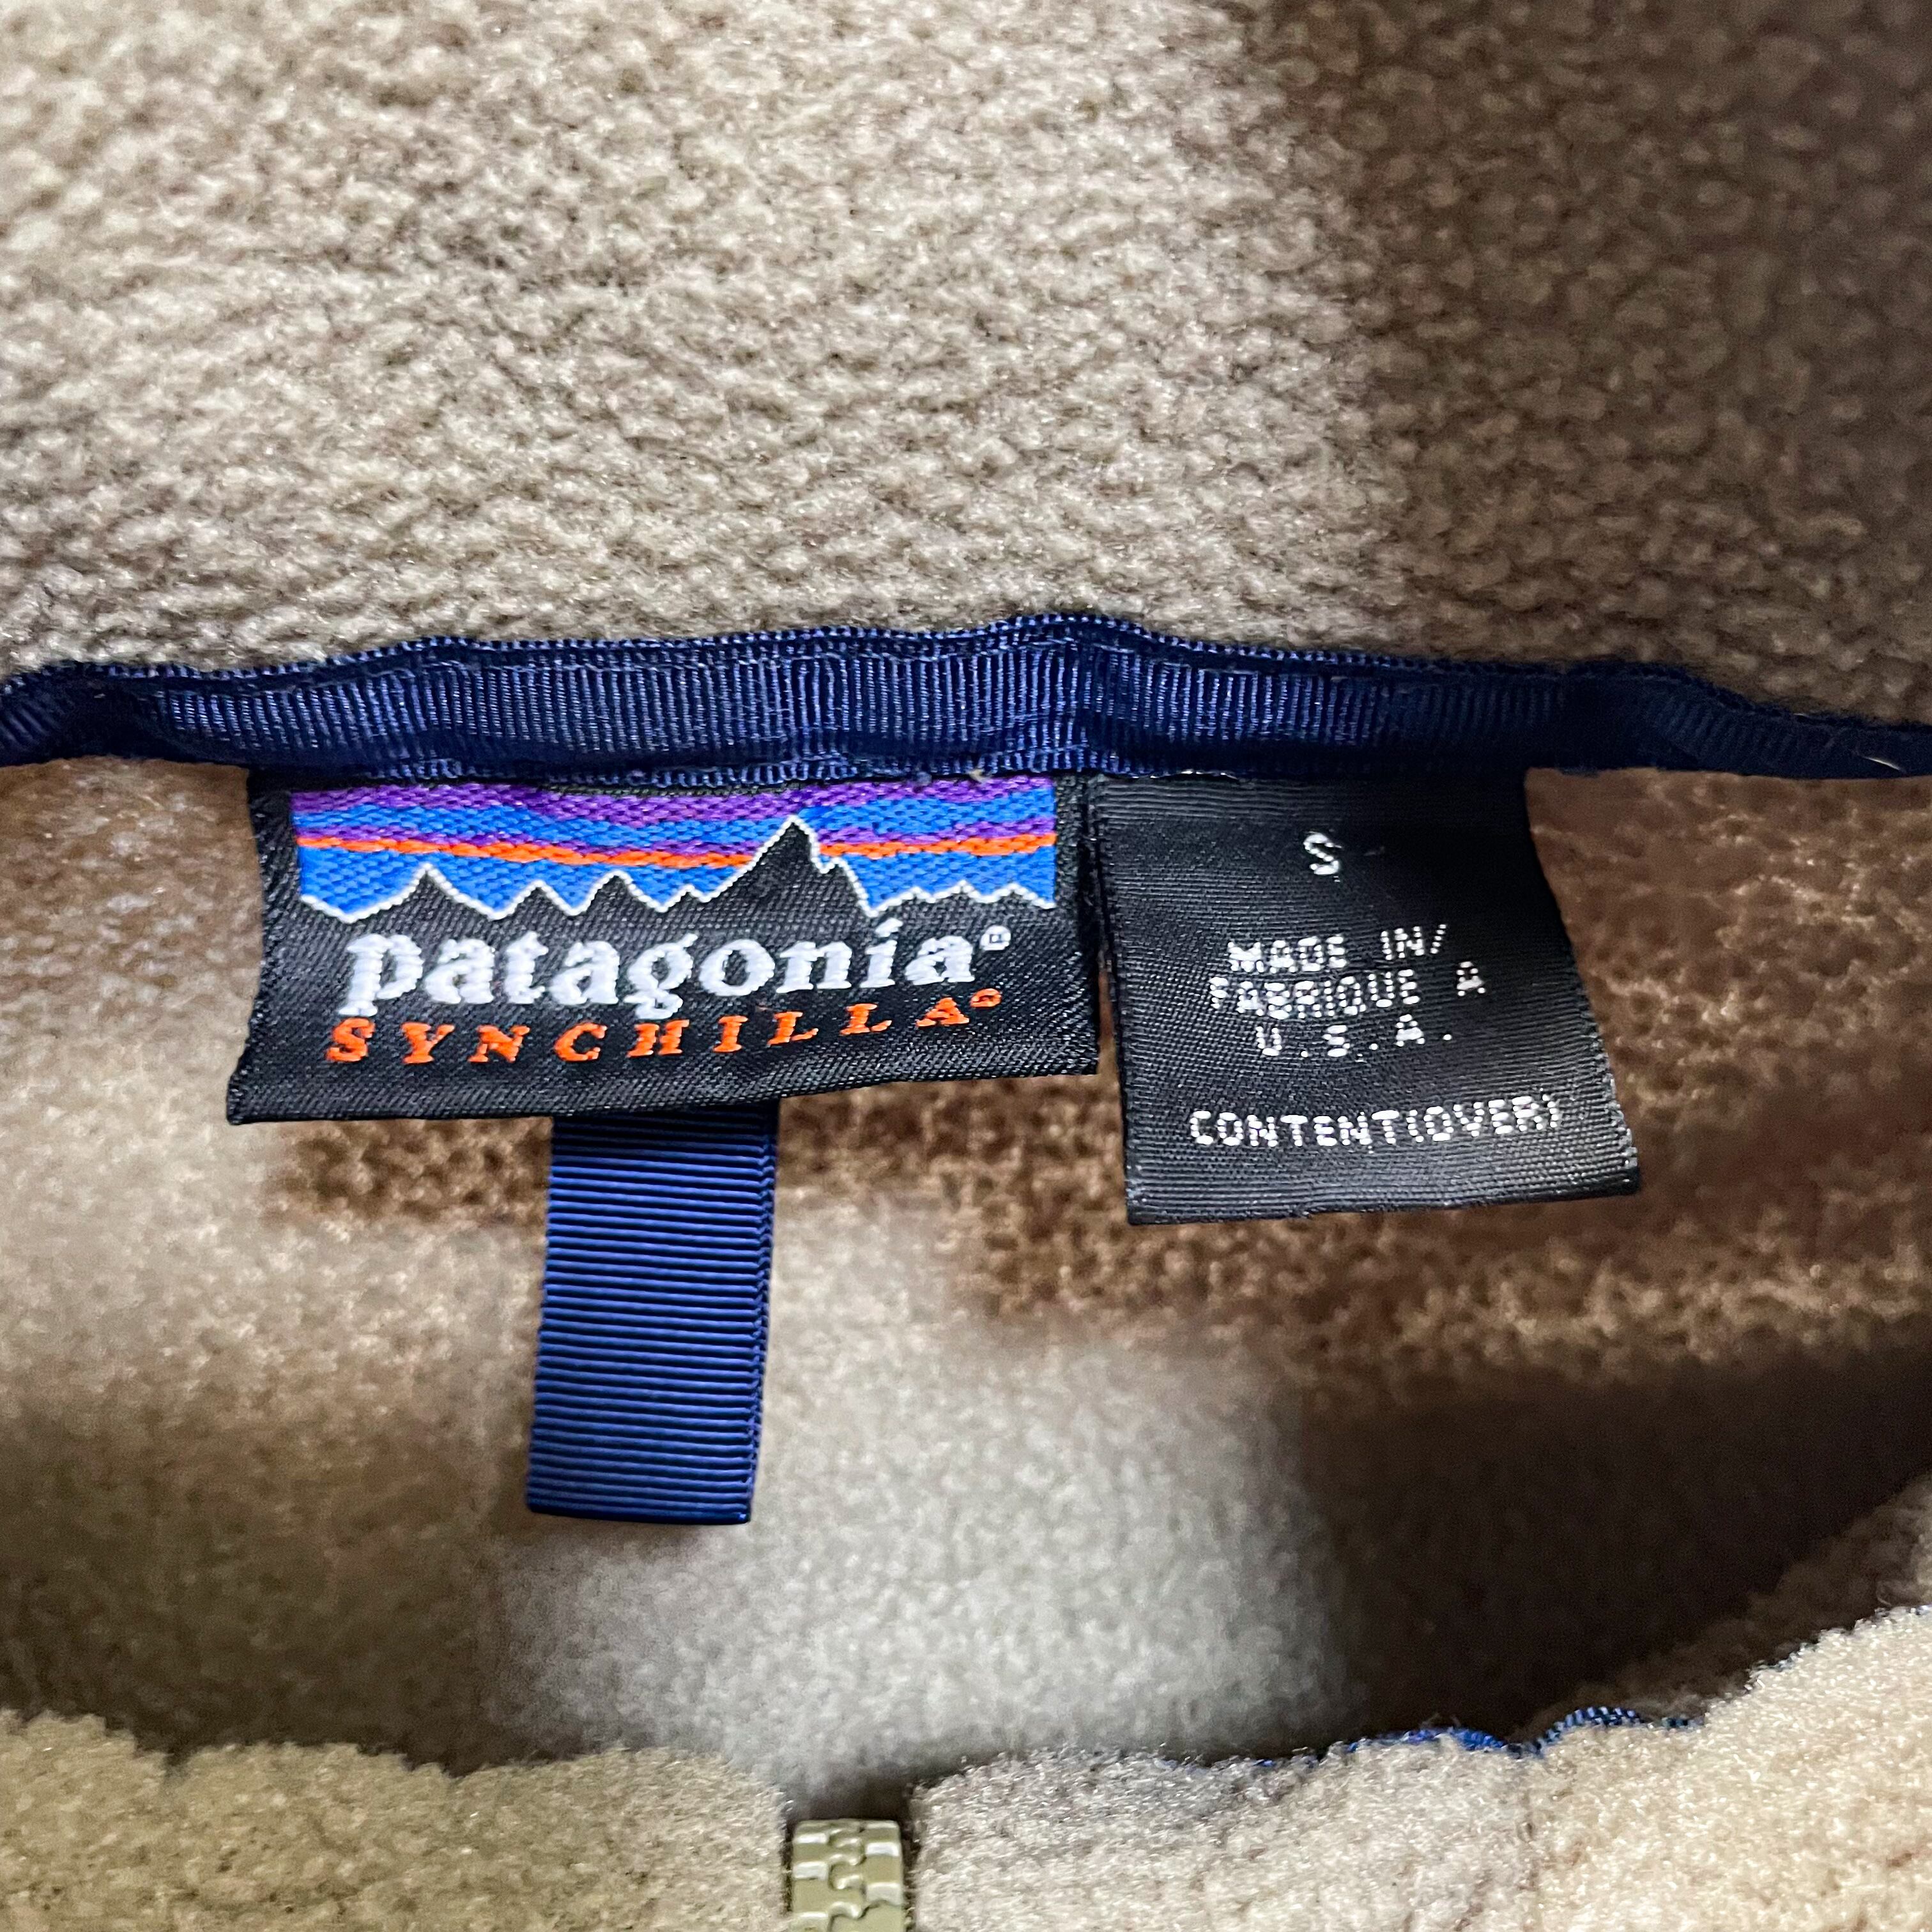 patagonia®
SYNCHILLA®
S
MADE IN/
FABRIQUE A
U.S.A.
CONTENT(OVER)